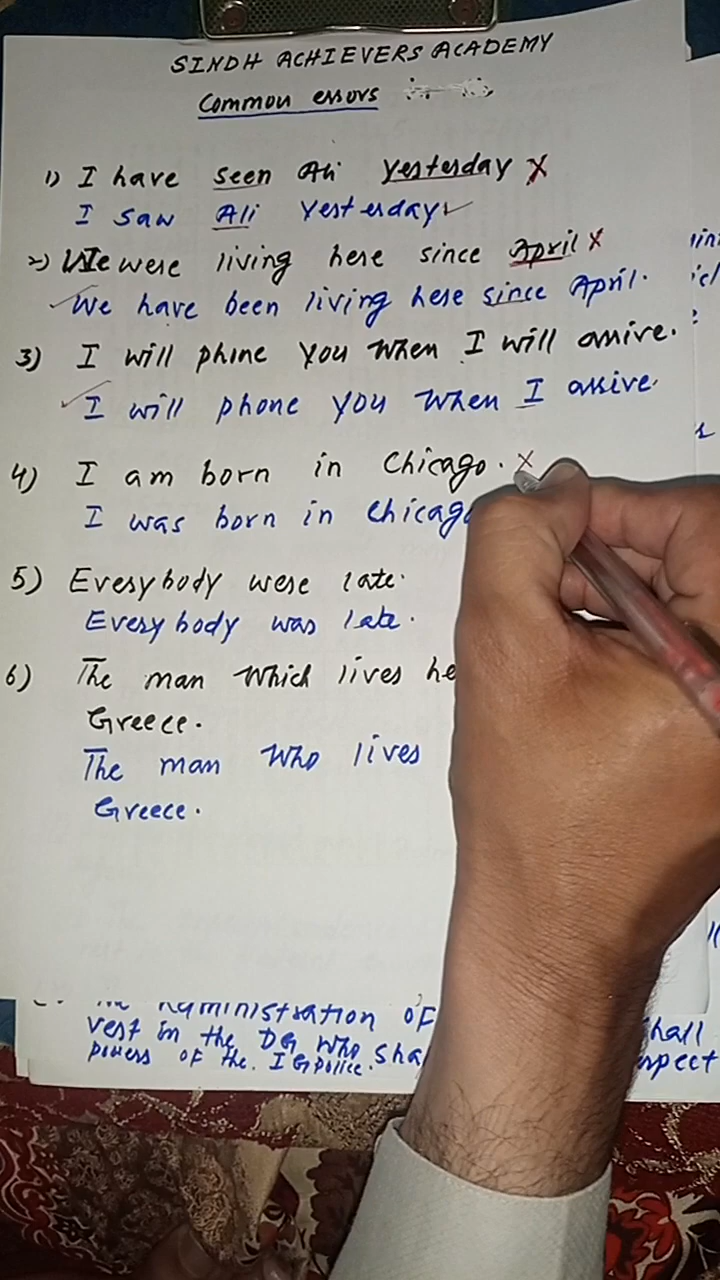 SINDH ACHIEVERS ACADEMY
Common errors
1) I have seen Ali yesterday X
I saw Ali yesterday ✓
2) We were living here since April X
✓ We have been living here since April.
3) I will phone you when I will arrive.
✓ I will phone you when I arrive.
4) I am born in Chicago. X
I was born in Chicago
5) Everybody were late.
Everybody was late.
6) The man which lives he
Greece.
The man who lives
Greece.
Administration of
vest in the DG who sha
shall
powers of the. IG police.
spect